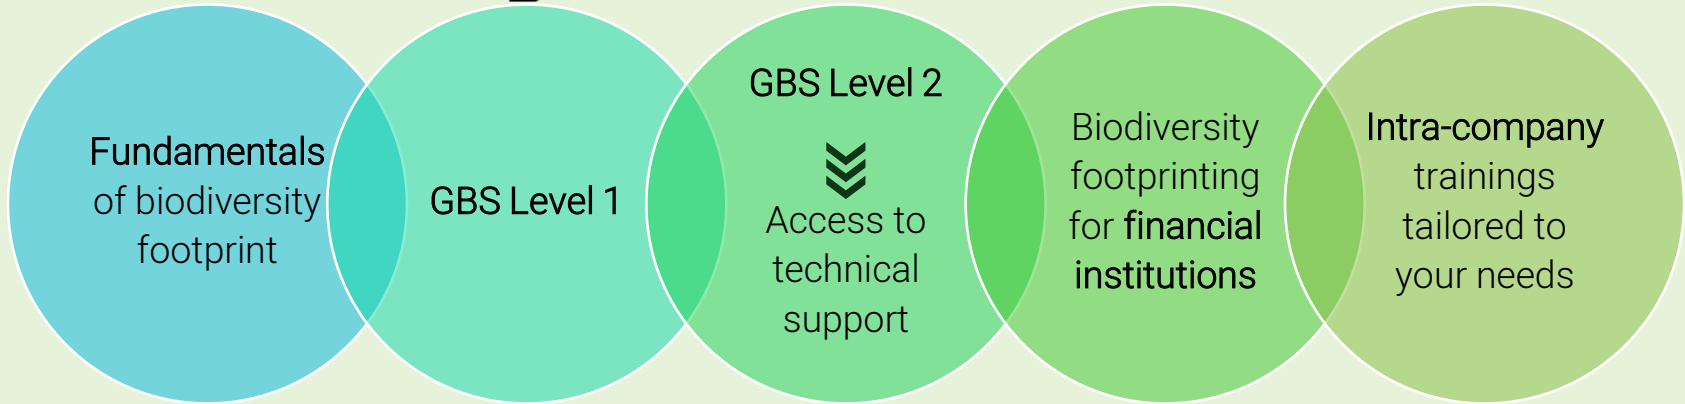 Fundamentals
of biodiversity
footprint
GBS Level 1
GBS Level 2
Access to
technical
support
Biodiversity
footprinting
for financial
institutions
Intra-company
trainings
tailored to
your needs